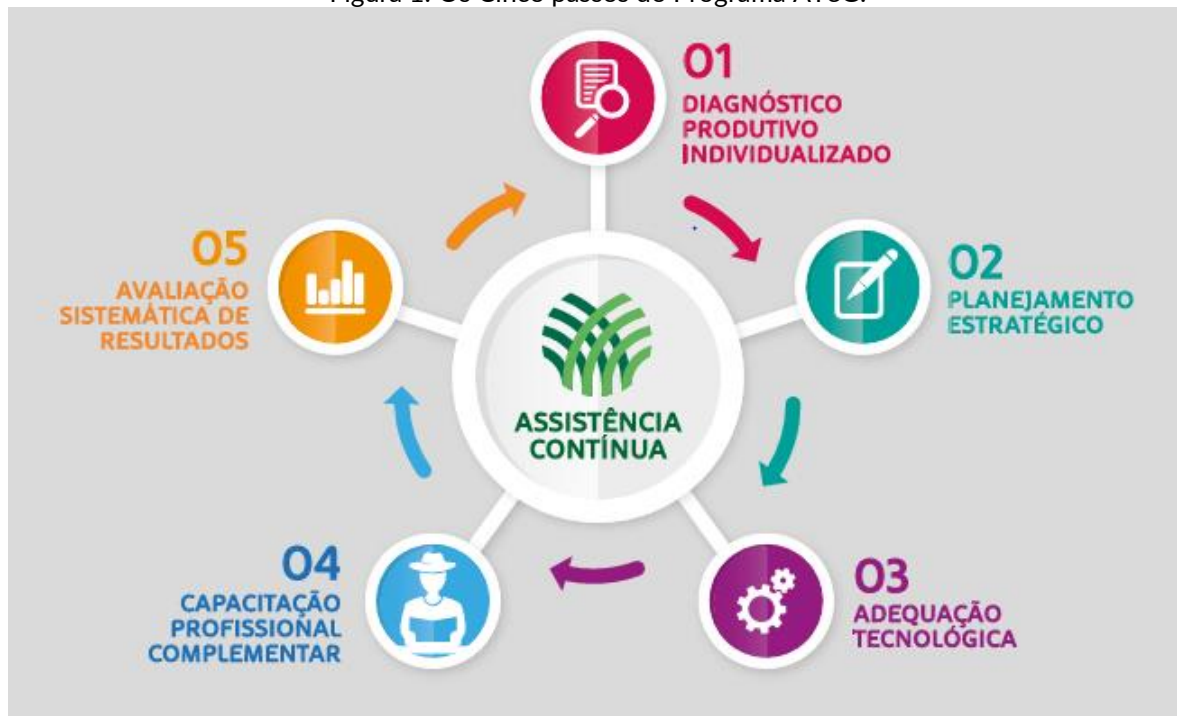 01
DIAGNÓSTICO
PRODUTIVO
INDIVIDUALIZADO
02
PLANEJAMENTO
ESTRATÉGICO
03
ADEQUAÇÃO
TECNOLÓGICA
04
CAPACITAÇÃO
PROFISSIONAL
COMPLEMENTAR
05
AVALIAÇÃO
SISTEMÁTICA DE
RESULTADOS
ASSISTÊNCIA
CONTÍNUA